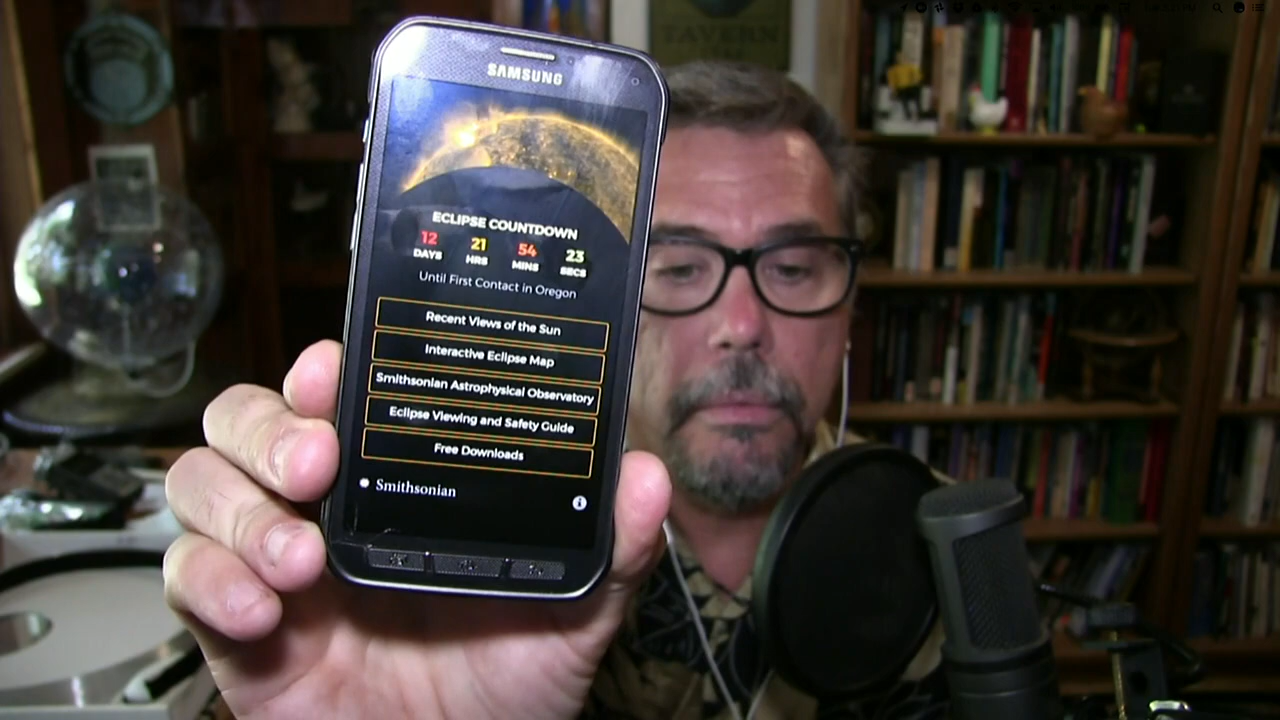 TAVERN
SAMSUNG
ECLIPSE COUNTDOWN
12 21 54 23
DAYS HRS MINS SECS
Until First Contact in Oregon
Recent Views of the Sun
Interactive Eclipse Map
Smithsonian Astrophysical Observatory
Eclipse Viewing and Safety Guide
Free Downloads
Smithsonian